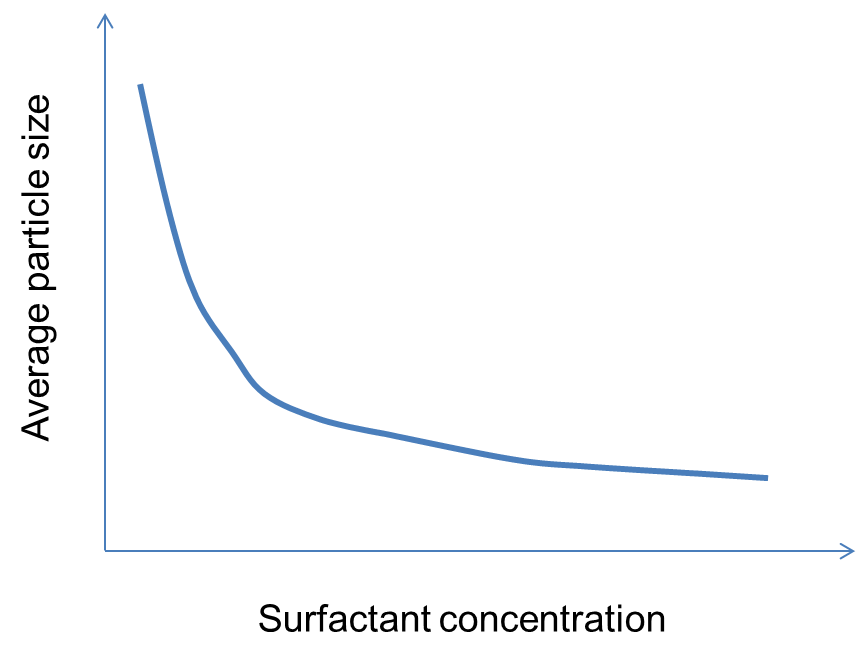 Average particle size
Surfactant concentration